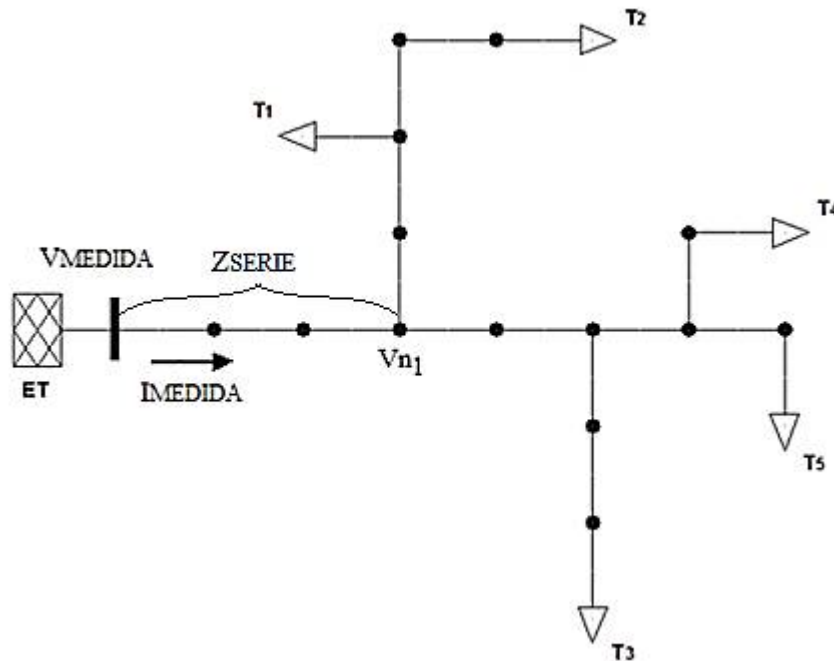 T2
T1
T4
VMEDIDA
ZSERIE
Vn1
ET
IMEDIDA
T5
T3